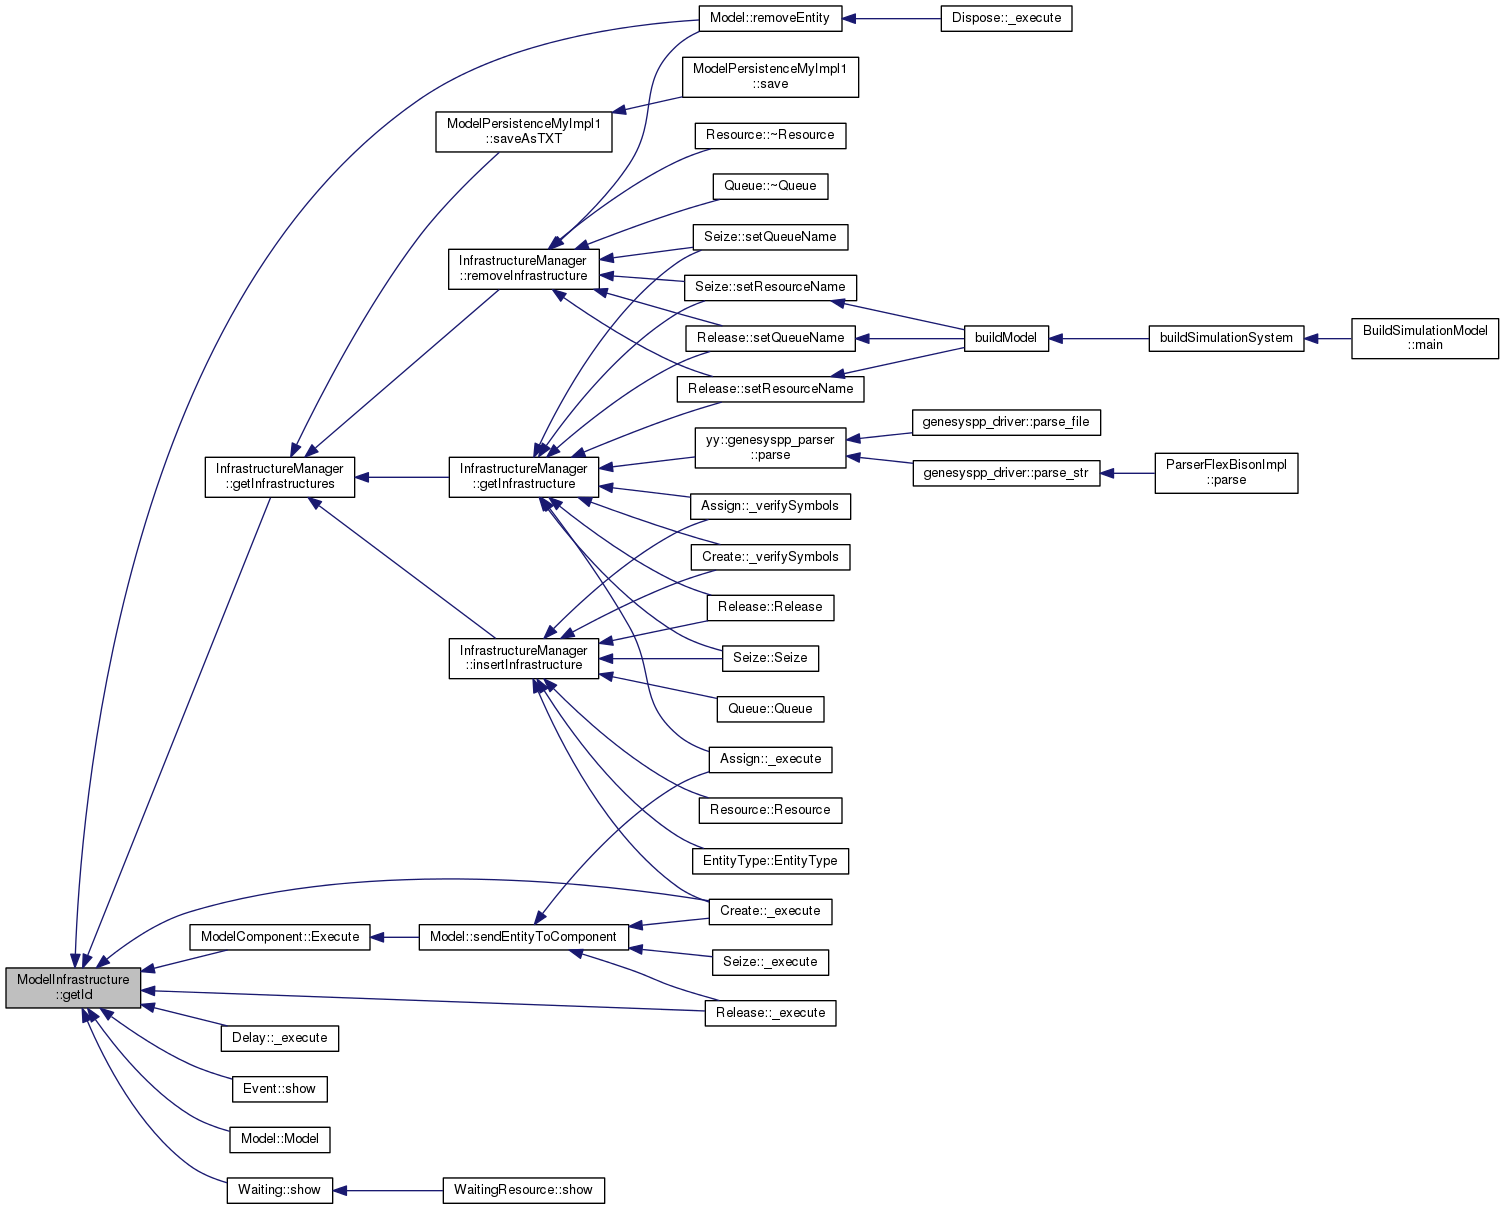 Model::removeEntity
Dispose::_execute
ModelPersistenceMyImpl1
::save
ModelPersistenceMyImpl1
::saveAsTXT
Resource::~Resource
Queue::~Queue
Seize::setQueueName
InfrastructureManager
::removeInfrastructure
Seize::setResourceName
Release::setQueueName
buildModel
buildSimulationSystem
BuildSimulationModel
::main
Release::setResourceName
genesyspp_driver::parse_file
yy::genesyspp_parser
::parse
InfrastructureManager
::getInfrastructures
InfrastructureManager
::getInfrastructure
genesyspp_driver::parse_str
ParserFlexBisonImpl
::parse
Assign::_verifySymbols
Create::_verifySymbols
Release::Release
InfrastructureManager
::insertInfrastructure
Seize::Seize
Queue::Queue
Assign::_execute
Resource::Resource
EntityType::EntityType
Create::_execute
ModelComponent::Execute
Model::sendEntityToComponent
Seize::_execute
ModelInfrastructure
::getId
Release::_execute
Delay::_execute
Event::show
Model::Model
Waiting::show
WaitingResource::show